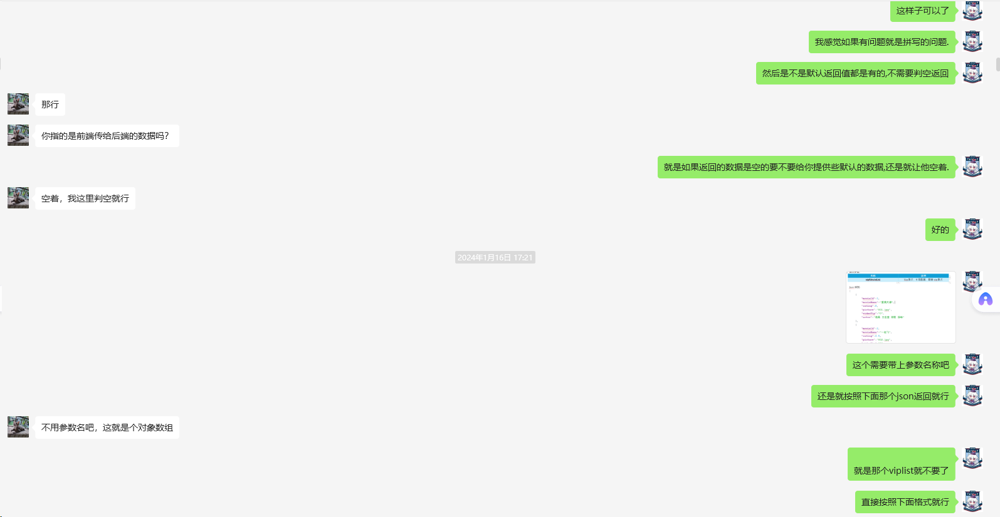 这样子可以了
我感觉如果有问题就是拼写的问题.
然后是不是默认返回值都是有的,不需要判空返回
那行
你指的是前端传给后端的数据吗？
就是如果返回的数据是空的要不要给你提供些默认的数据,还是就让他空着.
空着，我这里判空就行
好的
2024年1月16日 17:21
这个需要带上参数名称吧
还是就按照下面那个json返回就行
不用参数名吧，这就是个对象数组
就是那个viplist就不要了
直接按照下面格式就行